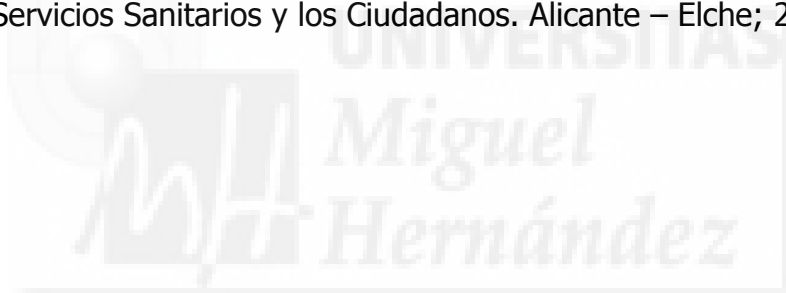 Servicios Sanitarios y los Ciudadanos. Alicante – Elche; 2
UNIVERSITAS
Miguel
Hernández